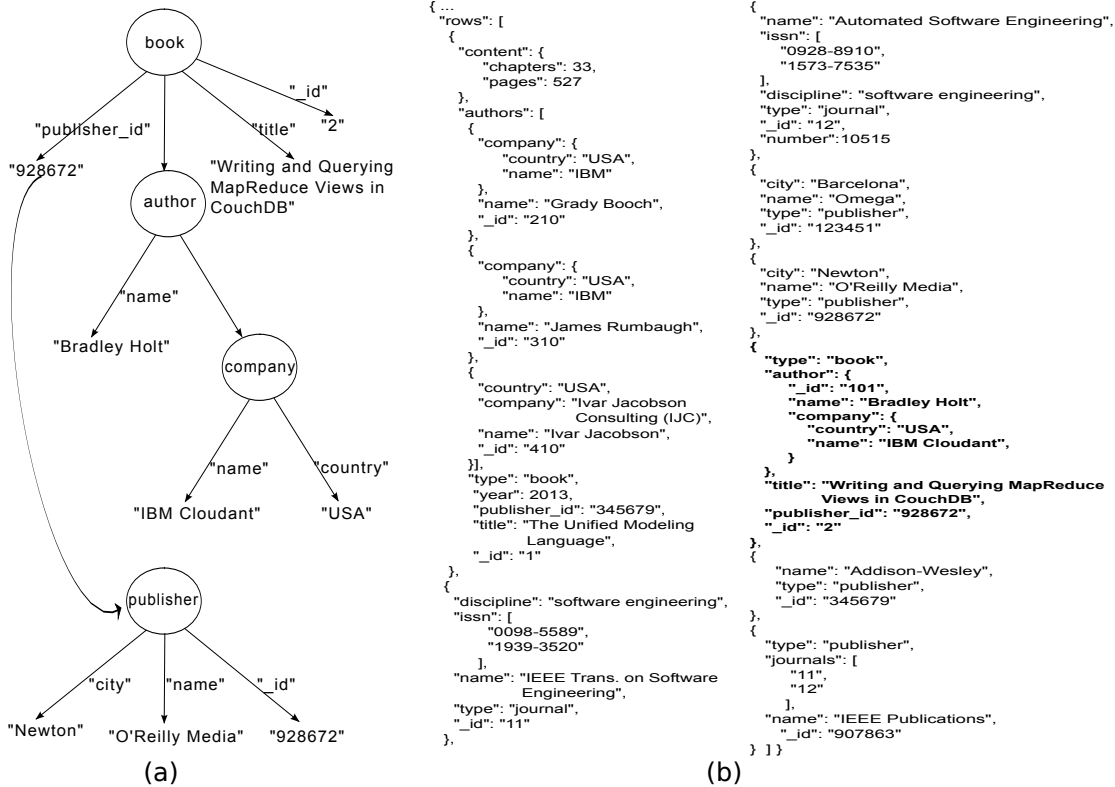 book
"_id"
"publisher_id"
"title"
"2"
"928672"
"Writing and Querying
MapReduce Views in
CouchDB"
author
"name"
"Bradley Holt"
company
"name"
"country"
"IBM Cloudant"
"USA"
publisher
"city"
"name"
"_id"
"Newton"
"O'Reilly Media"
"928672"
(a)
{ ...
"rows": [
{
"content": {
"chapters": 33,
"pages": 527
},
"authors": [
{
"company": {
"country": "USA",
"name": "IBM"
},
"name": "Grady Booch",
"_id": "210"
},
{
"company": {
"country": "USA",
"name": "IBM"
},
"name": "James Rumbaugh",
"_id": "310"
},
{
"country": "USA",
"company": "Ivar Jacobson
Consulting (IJC)",
"name": "Ivar Jacobson",
"_id": "410"
}],
"type": "book",
"year": 2013,
"publisher_id": "345679",
"title": "The Unified Modeling
Language",
"_id": "1"
},
{
"discipline": "software engineering",
"issn": [
"0098-5589",
"1939-3520"
],
"name": "IEEE Trans. on Software
Engineering",
"type": "journal",
"_id": "11"
},
{
"name": "Automated Software Engineering",
"issn": [
"0928-8910",
"1573-7535"
],
"discipline": "software engineering",
"type": "journal",
"_id": "12",
"number":10515
},
{
"city": "Barcelona",
"name": "Omega",
"type": "publisher",
"_id": "123451"
},
{
"city": "Newton",
"name": "O'Reilly Media",
"type": "publisher",
"_id": "928672"
},
{
"type": "book",
"author": {
"_id": "101",
"name": "Bradley Holt",
"company": {
"country": "USA",
"name": "IBM Cloudant",
}
},
"title": "Writing and Querying MapReduce
Views in CouchDB",
"publisher_id": "928672",
"_id": "2"
},
{
"name": "Addison-Wesley",
"type": "publisher",
"_id": "345679"
},
{
"type": "publisher",
"journals": [
"11",
"12"
],
"name": "IEEE Publications",
"_id": "907863"
} ] }
(b)